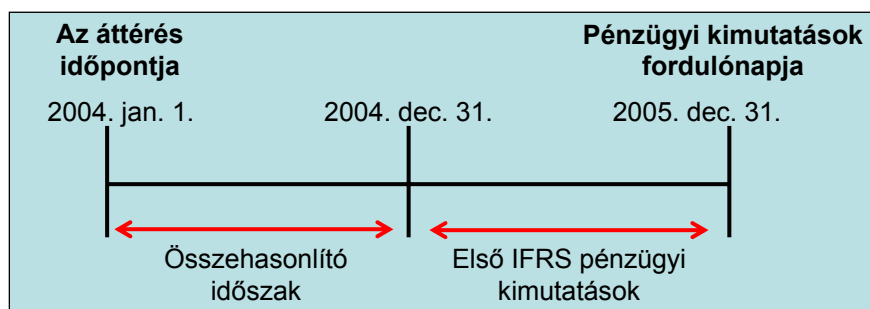 Az áttérés
időpontja
Pénzügyi kimutatások
fordulónapja
2004. jan. 1.
2004. dec. 31.
2005. dec. 31.
Összehasonlító
időszak
Első IFRS pénzügyi
kimutatások